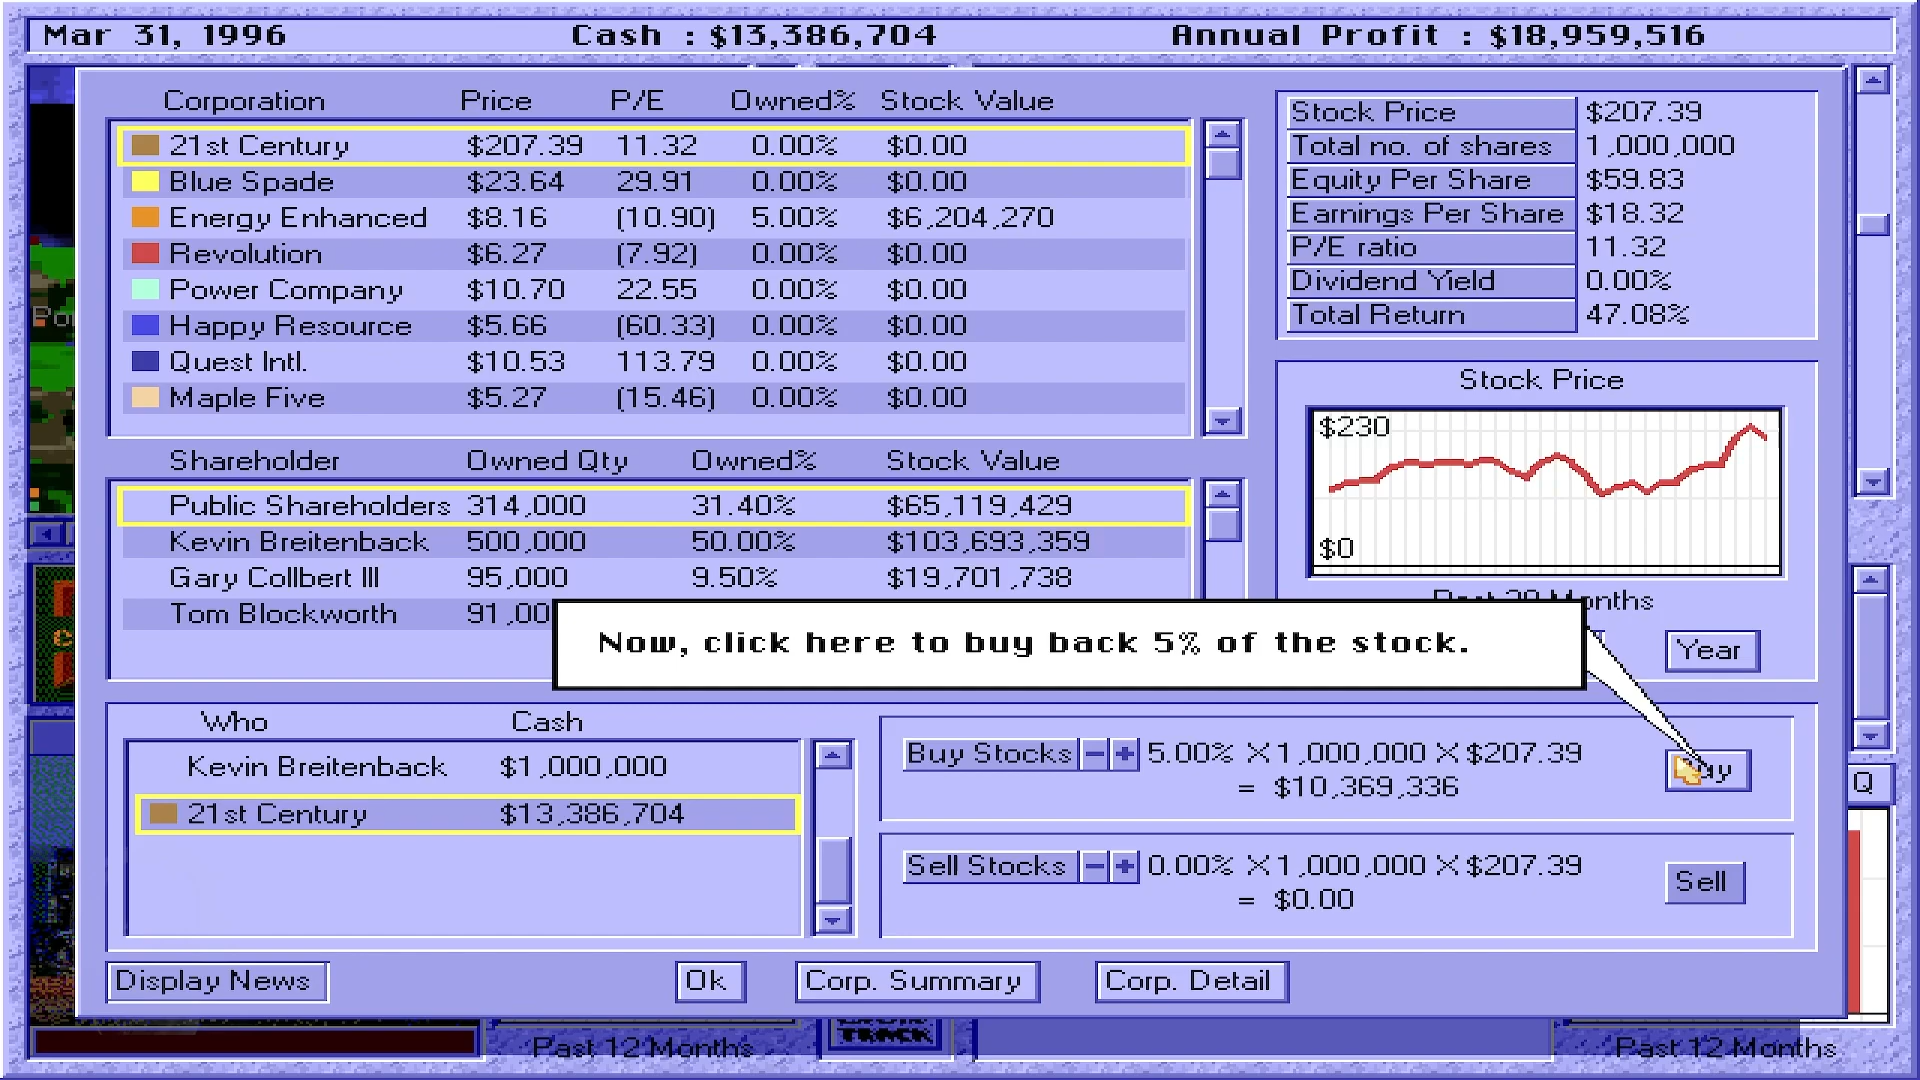 Mar 31, 1996 Cash : $13,386,704 Annual Profit : $18,959,516
Corporation Price P/E Owned% Stock Value
21st Century $207.39 11.32 0.00% $0.00
Blue Spade $23.64 29.91 0.00% $0.00
Energy Enhanced $8.16 (10.90) 5.00% $6,204,270
Revolution $6.27 (7.92) 0.00% $0.00
Power Company $10.70 22.55 0.00% $0.00
Happy Resource $5.66 (60.33) 0.00% $0.00
Quest Intl. $10.53 113.79 0.00% $0.00
Maple Five $5.27 (15.46) 0.00% $0.00
Stock Price $207.39
Total no. of shares 1,000,000
Equity Per Share $59.83
Earnings Per Share $18.32
P/E ratio 11.32
Dividend Yield 0.00%
Total Return 47.08%
Stock Price
$230
$0
Months
Year
Shareholder Owned Qty Owned% Stock Value
Public Shareholders 314,000 31.40% $65,119,429
Kevin Breitenback 500,000 50.00% $103,693,359
Gary Collbert III 95,000 9.50% $19,701,738
Tom Blockworth 91,00
Now, click here to buy back 5% of the stock.
Who Cash
Kevin Breitenback $1,000,000
21st Century $13,386,704
Buy Stocks - + 5.00% X 1,000,000 X $207.39
= $10,369,336
Buy
Sell Stocks - + 0.00% X 1,000,000 X $207.39
= $0.00
Sell
Q
Display News Ok Corp. Summary Corp. Detail
Past 12 Months
TRACK
Past 12 Months